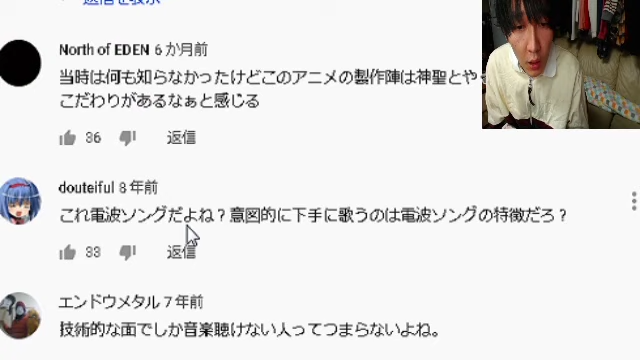 返信を表示
North of EDEN 6 か月前
当時は何も知らなかったけどこのアニメの製作陣は神聖とや
こだわりがあるなぁと感じる
36 返信
douteiful 8 年前
これ電波ソングだよね？意図的に下手に歌うのは電波ソングの特徴だろ？
33 返信
エンドウメタル 7 年前
技術的な面でしか音楽聴けない人ってつまらないよね。